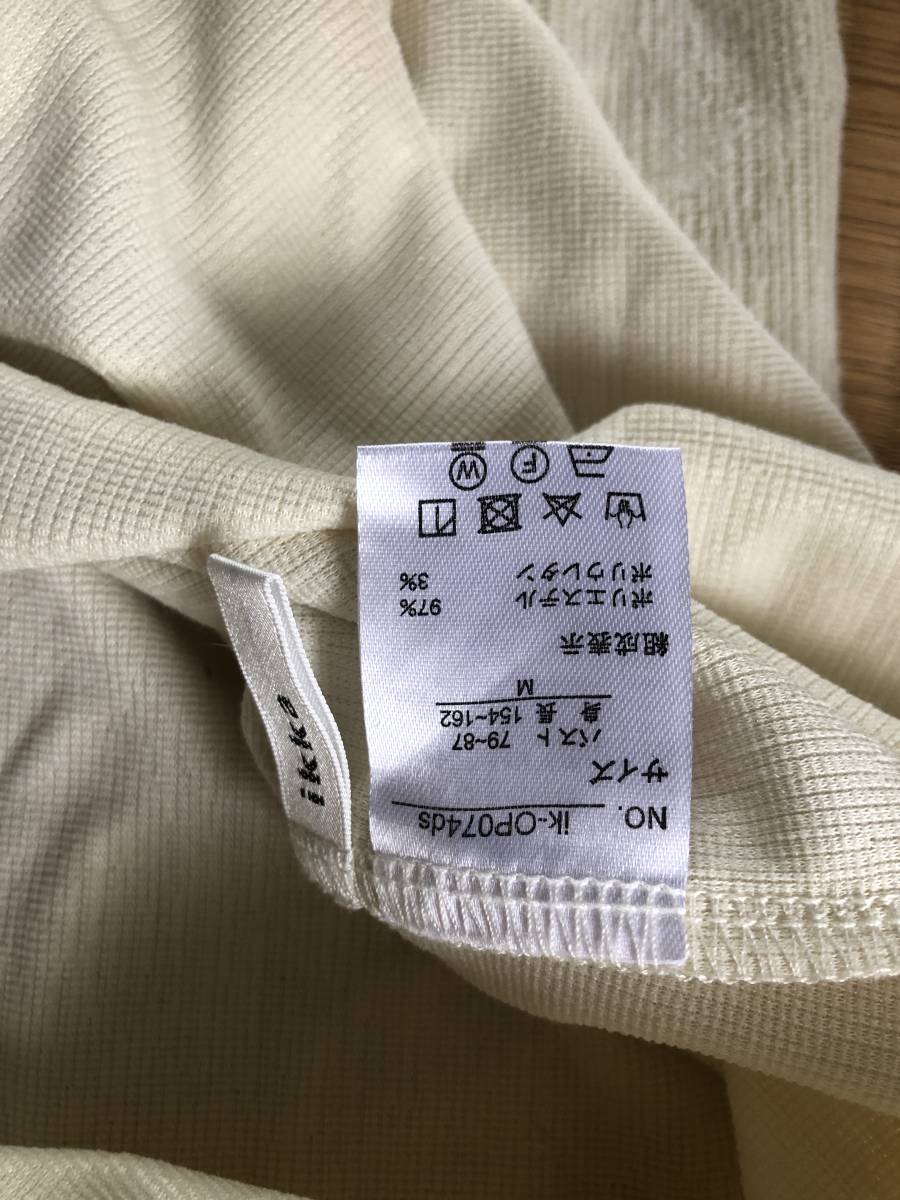 NO. ik-OP074ds
サイズ
バスト 79~87
身 長 154~162
M
組成表示
ポリエステル 97%
ポリウレタン 3%
F W
ikka